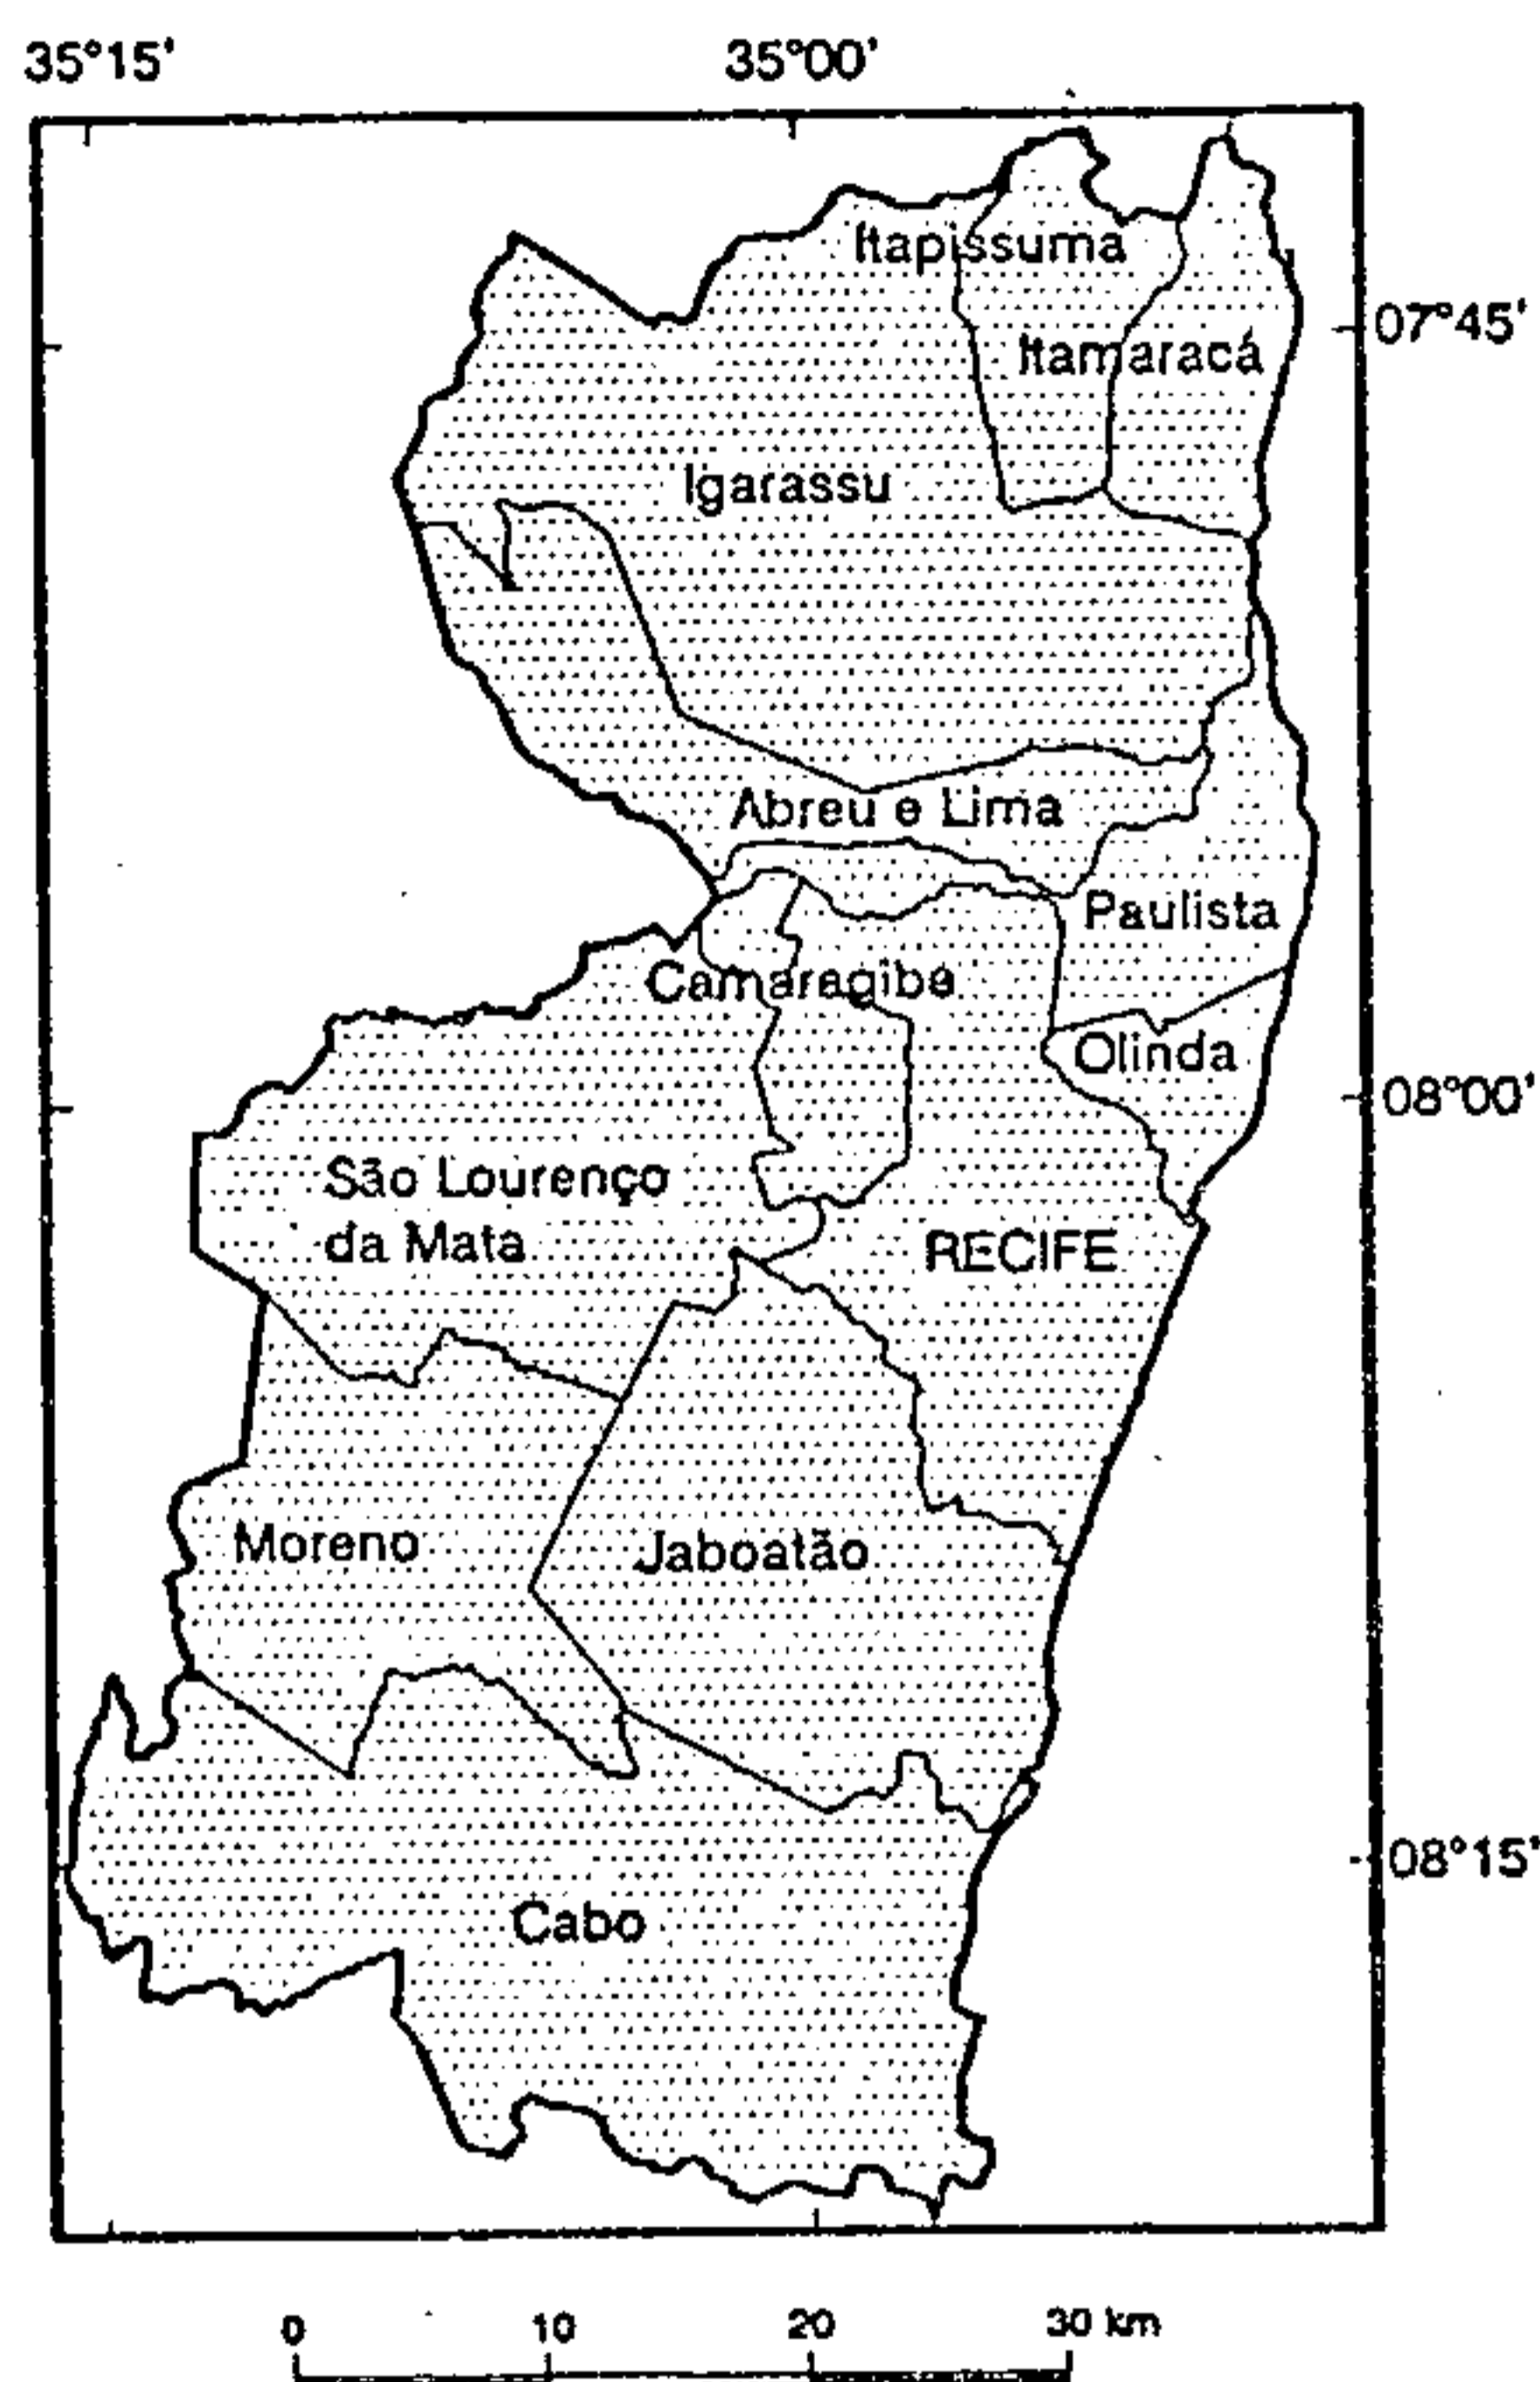 35°15' 35°00'
Itapissuma
07°45'
Itamaracá
Igarassu
Abreu e Lima
Paulista
Camaragibe
Olinda
08°00'
São Lourenço
da Mata
RECIFE
Moreno
Jaboatão
08°15'
Cabo
0 10 20 30 km